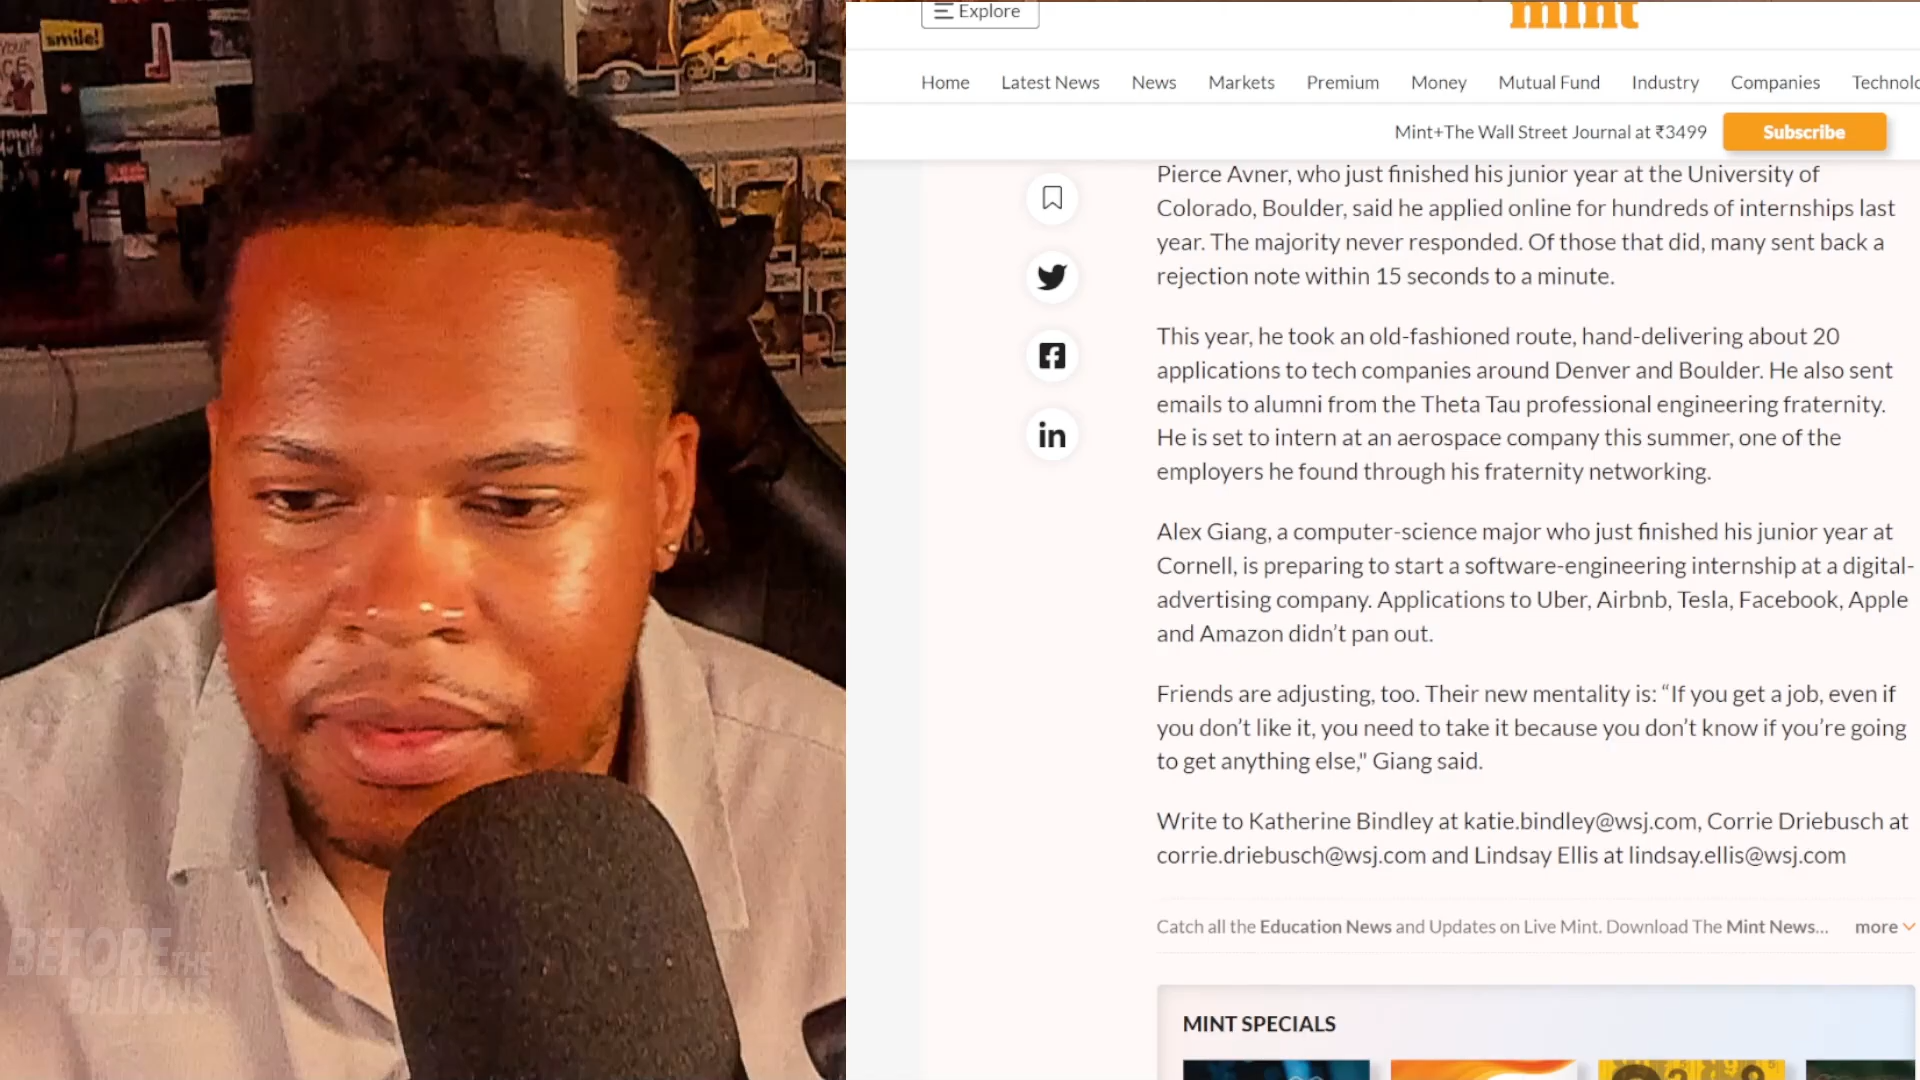 smile!
Explore
mint
Home Latest News News Markets Premium Money Mutual Fund Industry Companies
Mint+The Wall Street Journal at ₹3499
Subscribe
Pierce Avner, who just finished his junior year at the University of
Colorado, Boulder, said he applied online for hundreds of internships last
year. The majority never responded. Of those that did, many sent back a
rejection note within 15 seconds to a minute.
This year, he took an old-fashioned route, hand-delivering about 20
applications to tech companies around Denver and Boulder. He also sent
emails to alumni from the Theta Tau professional engineering fraternity.
He is set to intern at an aerospace company this summer, one of the
employers he found through his fraternity networking.
Alex Giang, a computer-science major who just finished his junior year at
Cornell, is preparing to start a software-engineering internship at a digital-
advertising company. Applications to Uber, Airbnb, Tesla, Facebook, Apple
and Amazon didn’t pan out.
Friends are adjusting, too. Their new mentality is: “If you get a job, even if
you don’t like it, you need to take it because you don’t know if you’re going
to get anything else," Giang said.
Write to Katherine Bindley at katie.bindley@wsj.com, Corrie Driebusch at
corrie.driebusch@wsj.com and Lindsay Ellis at lindsay.ellis@wsj.com
Catch all the Education News and Updates on Live Mint. Download The Mint News...
more
MINT SPECIALS
BEFORE THE
BILLIONS